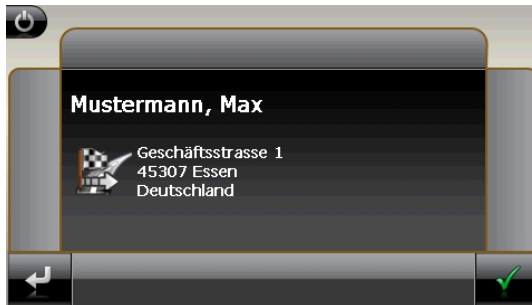 Mustermann, Max
Geschäftsstrasse 1
45307 Essen
Deutschland